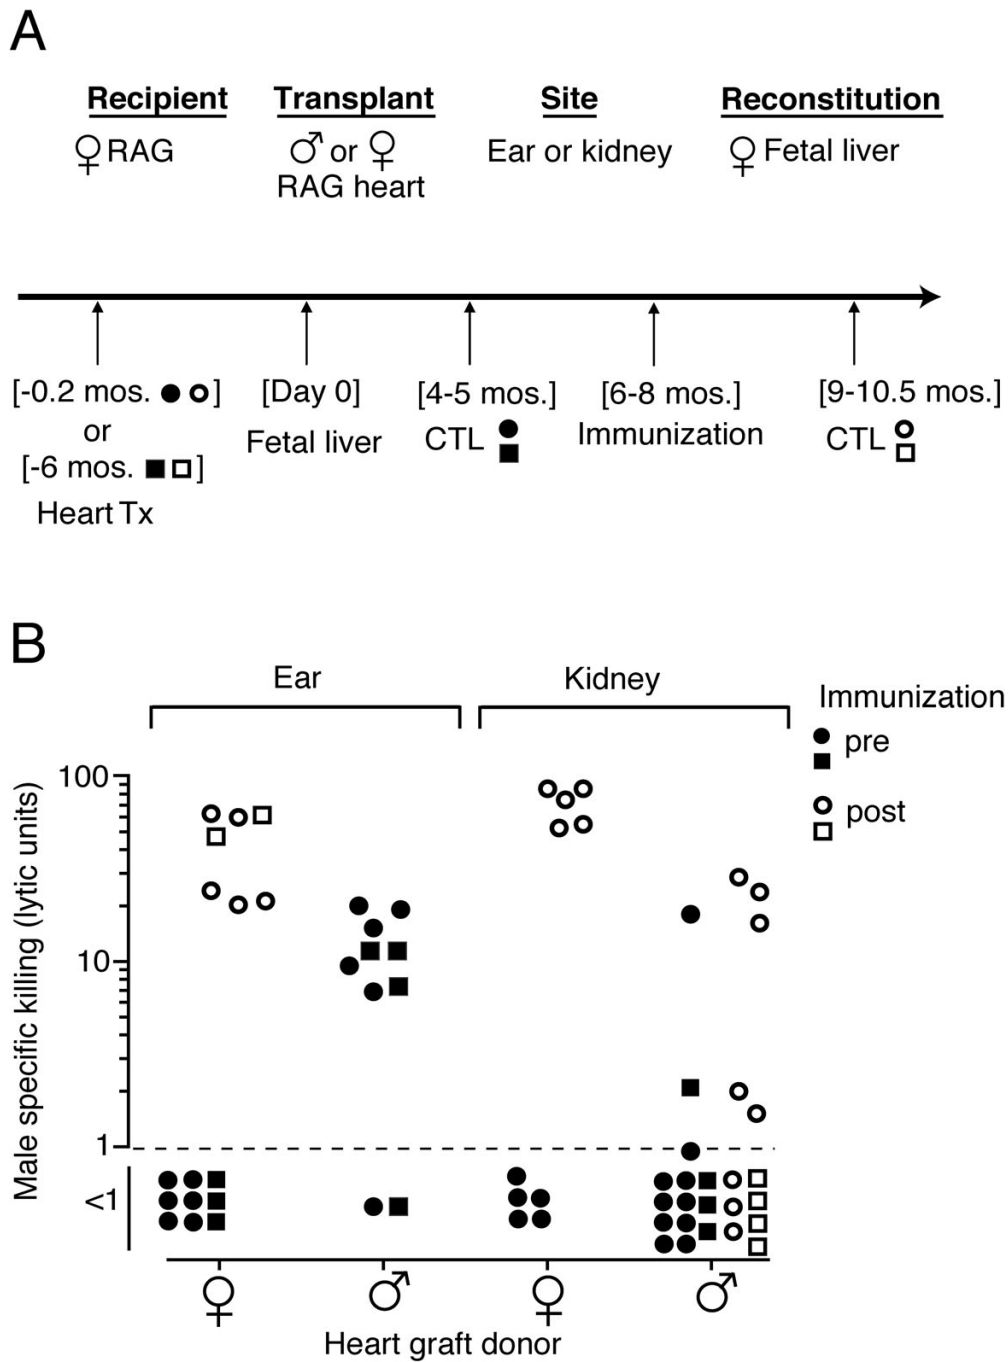 A
Recipient Transplant Site Reconstitution
♀ RAG ♂ or ♀ Ear or kidney ♀ Fetal liver
RAG heart
[-0.2 mos. ● ○ ] [Day 0] [4-5 mos.] [6-8 mos.] [9-10.5 mos.]
or Fetal liver CTL Immunization CTL
[-6 mos. ■ □ ]
Heart Tx
B
Ear Kidney
Immunization
pre
post
Male specific killing (lytic units)
100
10
1
<1
♀ ♂ ♀ ♂
Heart graft donor